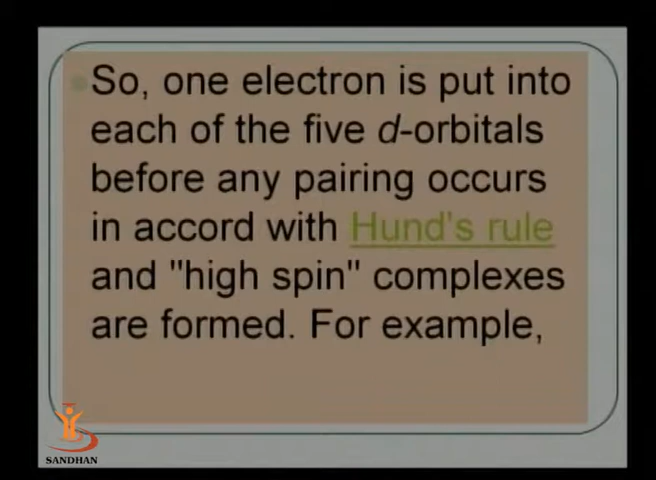 So, one electron is put into
each of the five d-orbitals
before any pairing occurs
in accord with Hund's rule
and "high spin" complexes
are formed. For example,
SANDHAN